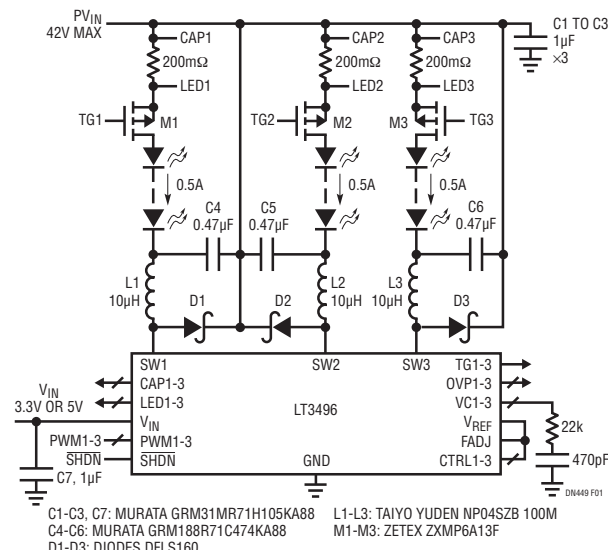 PVIN
42V MAX
CAP1
CAP2
CAP3
C1 TO C3
1µF
×3
200mΩ
200mΩ
200mΩ
LED1
LED2
LED3
TG1
M1
TG2
M2
M3
TG3
0.5A
0.5A
0.5A
C4
0.47µF
C5
0.47µF
C6
0.47µF
L1
10µH
L2
10µH
L3
10µH
D1
D2
D3
SW1
SW2
SW3
TG1-3
CAP1-3
OVP1-3
LED1-3
LT3496
VC1-3
VIN
3.3V OR 5V
VIN
VREF
22k
PWM1-3
PWM1-3
FADJ
SHDN
SHDN
GND
CTRL1-3
470pF
C7, 1µF
DN449 F01
C1-C3, C7: MURATA GRM31MR71H105KA88
L1-L3: TAIYO YUDEN NP04SZB 100M
C4-C6: MURATA GRM188R71C474KA88
M1-M3: ZETEX ZXMP6A13F
D1-D3: DIODES DFLS160